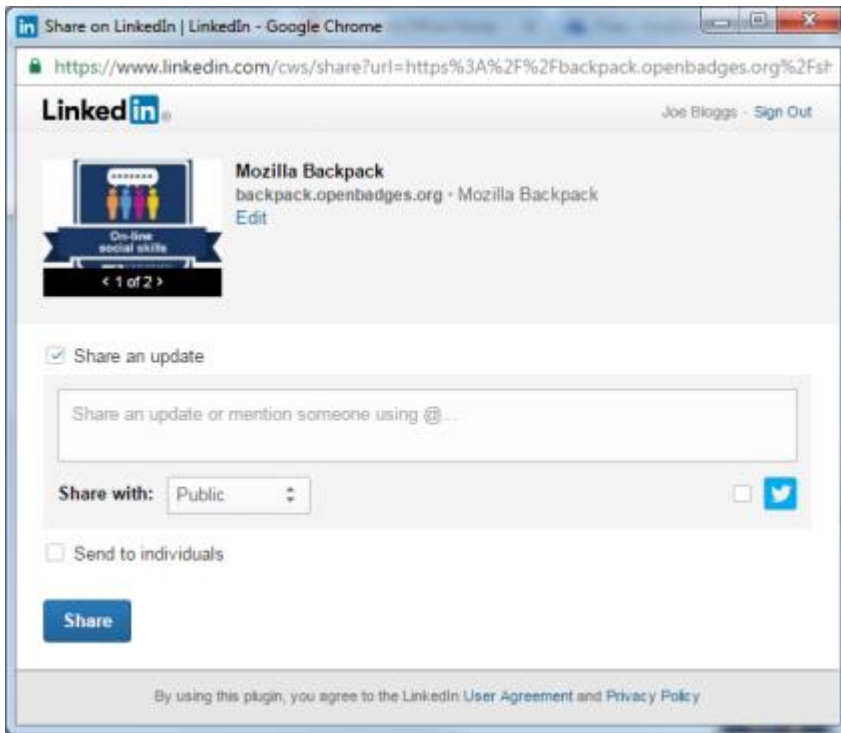 Share on LinkedIn | LinkedIn - Google Chrome
https://www.linkedin.com/cws/share?url=https%3A%2F%2Fbackpack.openbadges.org%2Fsh
Linked in
Joe Bloggs - Sign Out
Mozilla Backpack
backpack.openbadges.org · Mozilla Backpack
Edit
On-line
social skills
< 1 of 2 >
Share an update
Share an update or mention someone using @...
Share with: Public
Send to individuals
Share
By using this plugin, you agree to the LinkedIn User Agreement and Privacy Policy